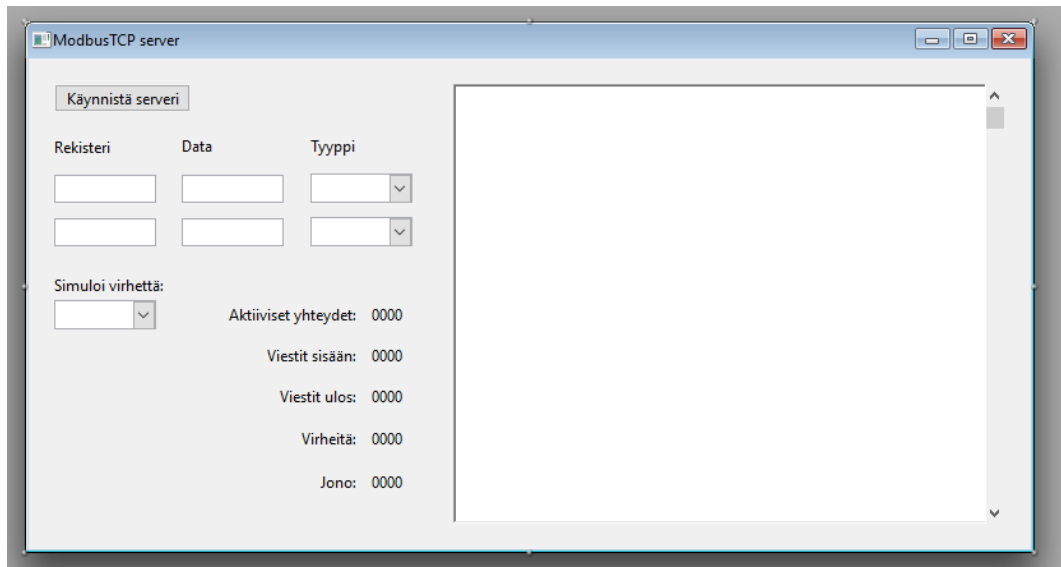 ModbusTCP server
Käynnistä serveri
Rekisteri Data Tyyppi
Simuloi virhettä:
Aktiiviset yhteydet: 0000
Viestit sisään: 0000
Viestit ulos: 0000
Virheitä: 0000
Jono: 0000